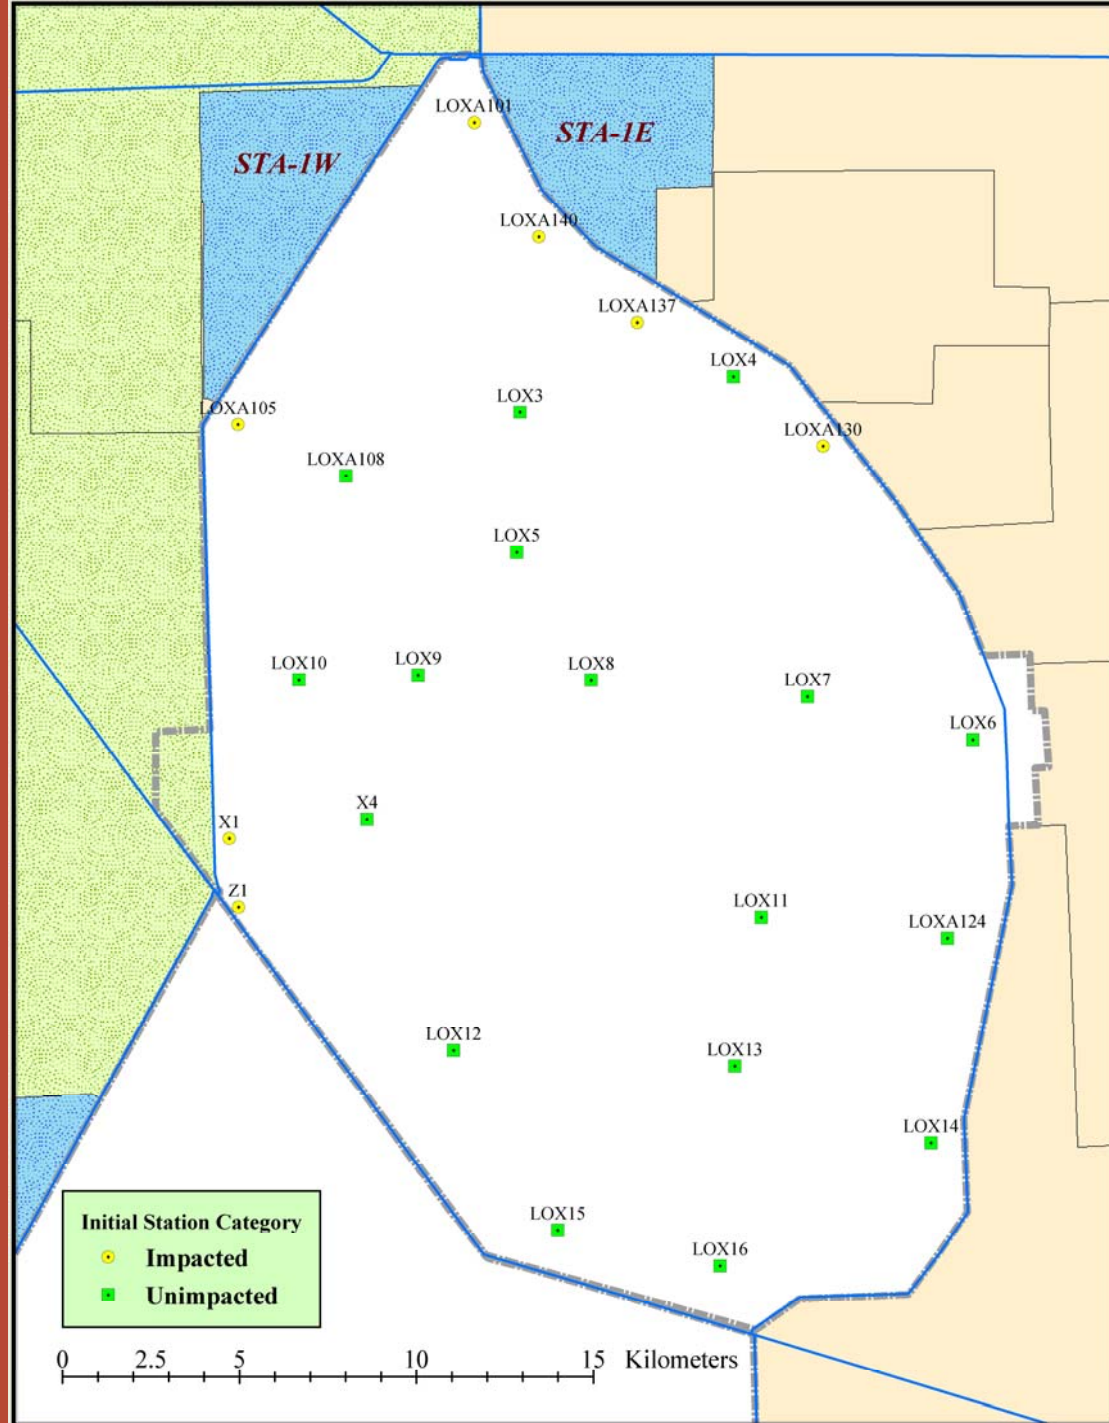 LOXA101
STA-1E
STA-1W
LOXA140
LOXA137
LOX4
LOX3
LOXA105
LOXA130
LOXA108
LOX5
LOX10
LOX9
LOX8
LOX7
LOX6
X4
X1
Z1
LOX11
LOXA124
LOX12
LOX13
LOX14
LOX15
LOX16
Initial Station Category
Impacted
Unimpacted
0 2.5 5 10 15 Kilometers